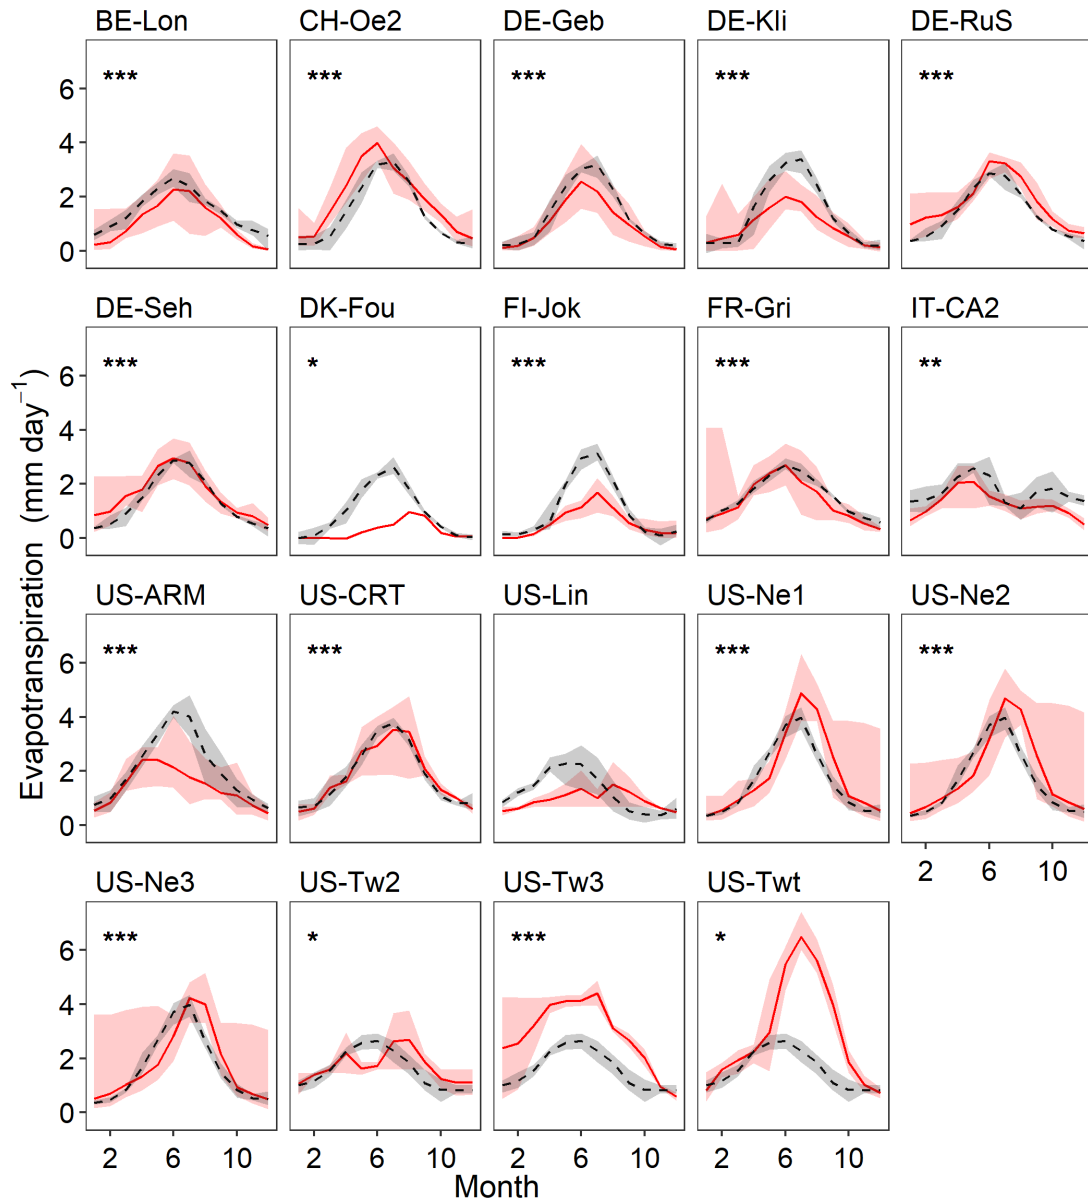 BE-Lon CH-Oe2 DE-Geb DE-Kli DE-RuS
*** *** *** *** ***
6
4
2
0
DE-Seh DK-Fou FI-Jok FR-Gri IT-CA2
*** * *** *** **
6
4
2
0
US-ARM US-CRT US-Lin US-Ne1 US-Ne2
*** *** *** ***
6
4
2
0
2 6 10
US-Ne3 US-Tw2 US-Tw3 US-Twt
*** * *** *
6
4
2
0
2 6 10 2 6 10 2 6 10 2 6 10
Month
Evapotranspiration (mm day⁻¹)